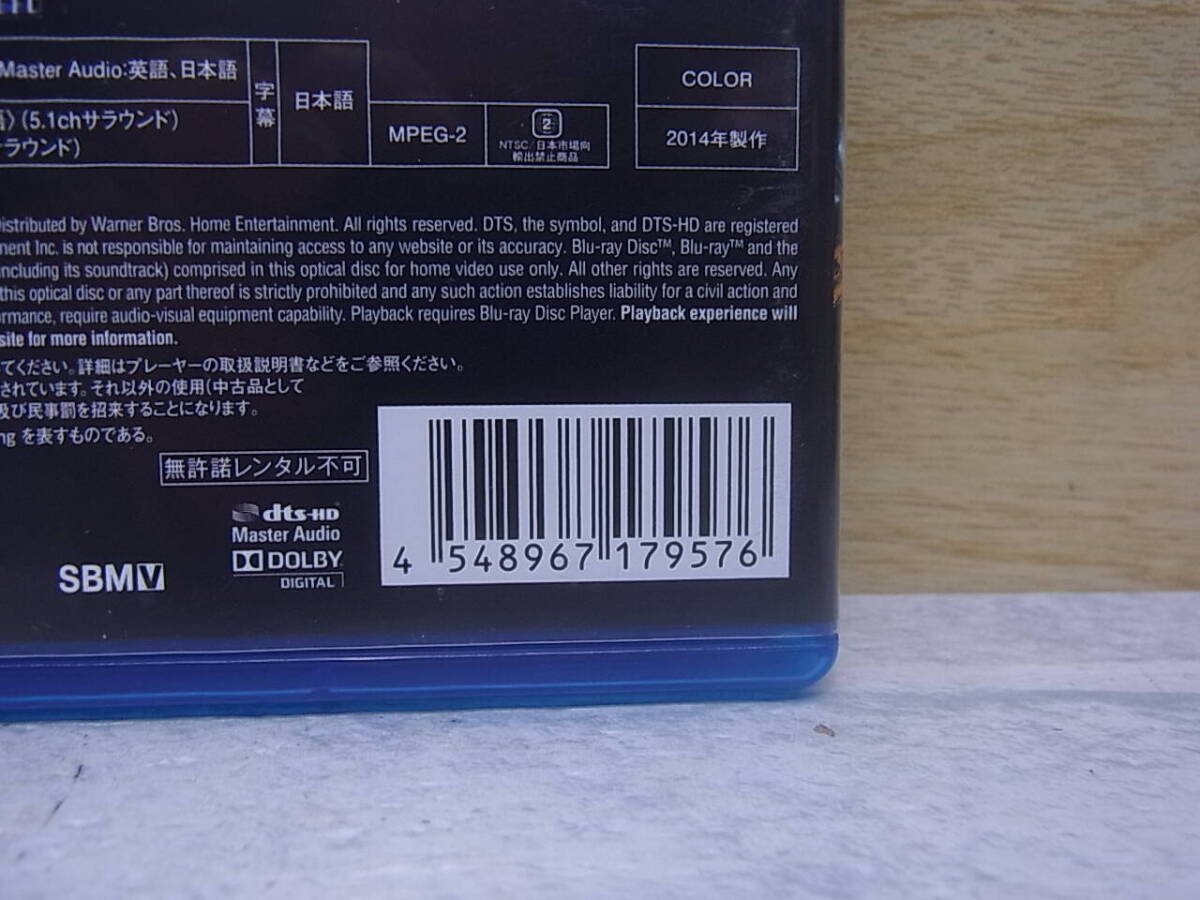 Master Audio:英語、日本語
(5.1chサラウンド)
ラウンド)
字幕
日本語
MPEG-2
2
NTSC/日本市場向
輸出禁止商品
COLOR
2014年製作
Distributed by Warner Bros. Home Entertainment. All rights reserved. DTS, the symbol, and DTS-HD are registered
ment Inc. is not responsible for maintaining access to any website or its accuracy. Blu-ray Disc™, Blu-ray™ and the
(including its soundtrack) comprised in this optical disc for home video use only. All other rights are reserved. Any
this optical disc or any part thereof is strictly prohibited and any such action establishes liability for a civil action and
ormance, require audio-visual equipment capability. Playback requires Blu-ray Disc Player. Playback experience will
site for more information.
てください。詳細はプレーヤーの取扱説明書などをご参照ください。
されています。それ以外の使用(中古品として
及び民事罰を招来することになります。
ng を表すものである。
無許諾レンタル不可
dts-HD
Master Audio
DOLBY
DIGITAL
SBMV
4 548967 179576